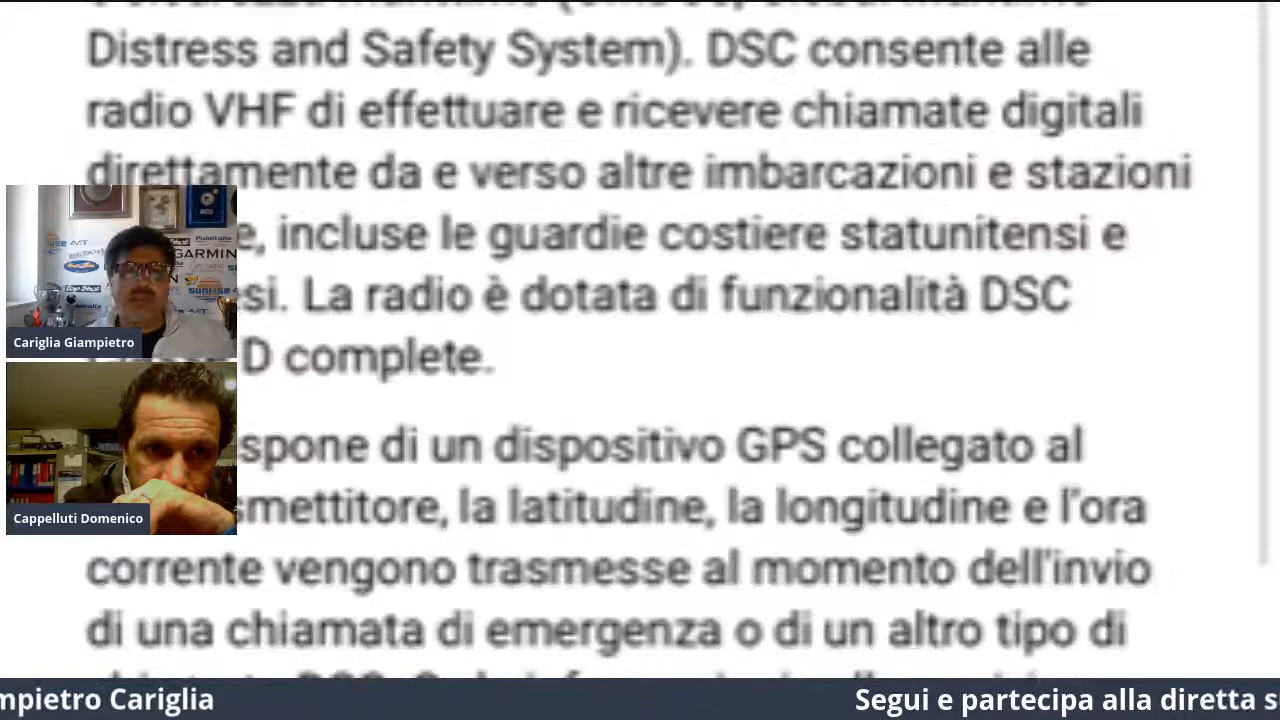 Distress and Safety System). DSC consente alle
radio VHF di effettuare e ricevere chiamate digitali
direttamente da e verso altre imbarcazioni e stazioni
e, incluse le guardie costiere statunitensi e
esi. La radio è dotata di funzionalità DSC
D complete.
spone di un dispositivo GPS collegato al
smettitore, la latitudine, la longitudine e l'ora
corrente vengono trasmesse al momento dell'invio
di una chiamata di emergenza o di un altro tipo di
GARMIN
Cariglia Giampietro
Cappelluti Domenico
mpietro Cariglia
Segui e partecipa alla diretta s